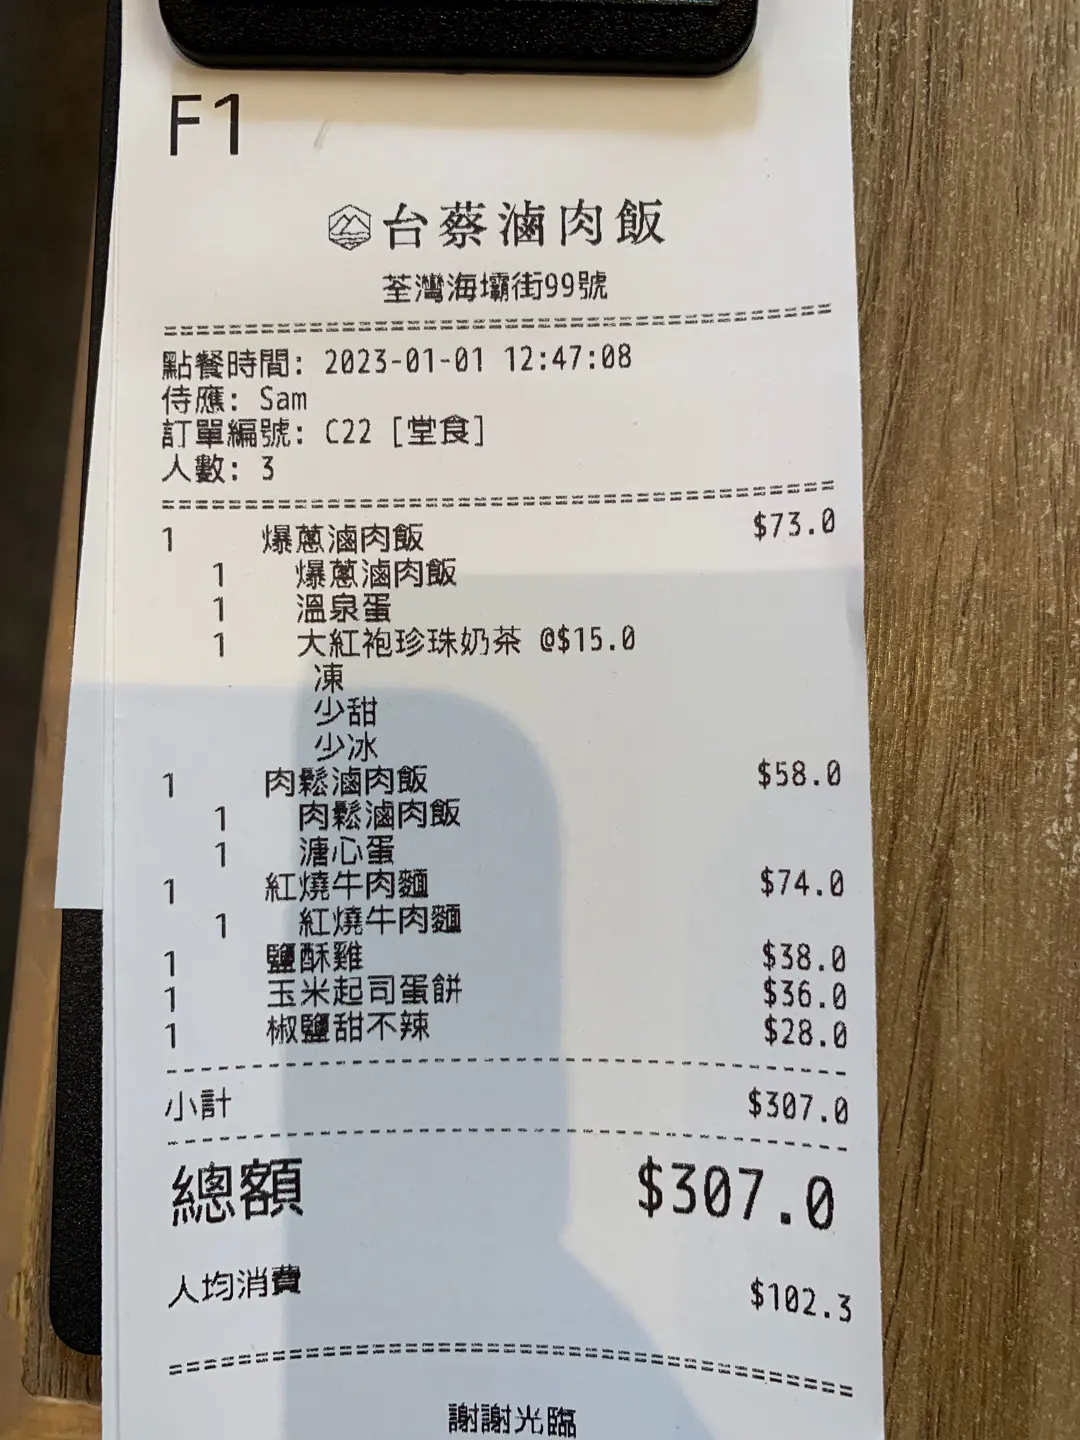 F1
台蔡滷肉飯
荃灣海壩街99號
========================================
點餐時間: 2023-01-01 12:47:08
侍應: Sam
訂單編號: C22 [堂食]
人數: 3
========================================
1 爆蔥滷肉飯 $73.0
1 爆蔥滷肉飯
1 溫泉蛋
1 大紅袍珍珠奶茶 @$15.0
凍
少甜
少冰
1 肉鬆滷肉飯 $58.0
1 肉鬆滷肉飯
1 溏心蛋
1 紅燒牛肉麵 $74.0
1 紅燒牛肉麵
1 鹽酥雞 $38.0
1 玉米起司蛋餅 $36.0
1 椒鹽甜不辣 $28.0
----------------------------------------
小計 $307.0
----------------------------------------
總額 $307.0
人均消費 $102.3
========================================
謝謝光臨